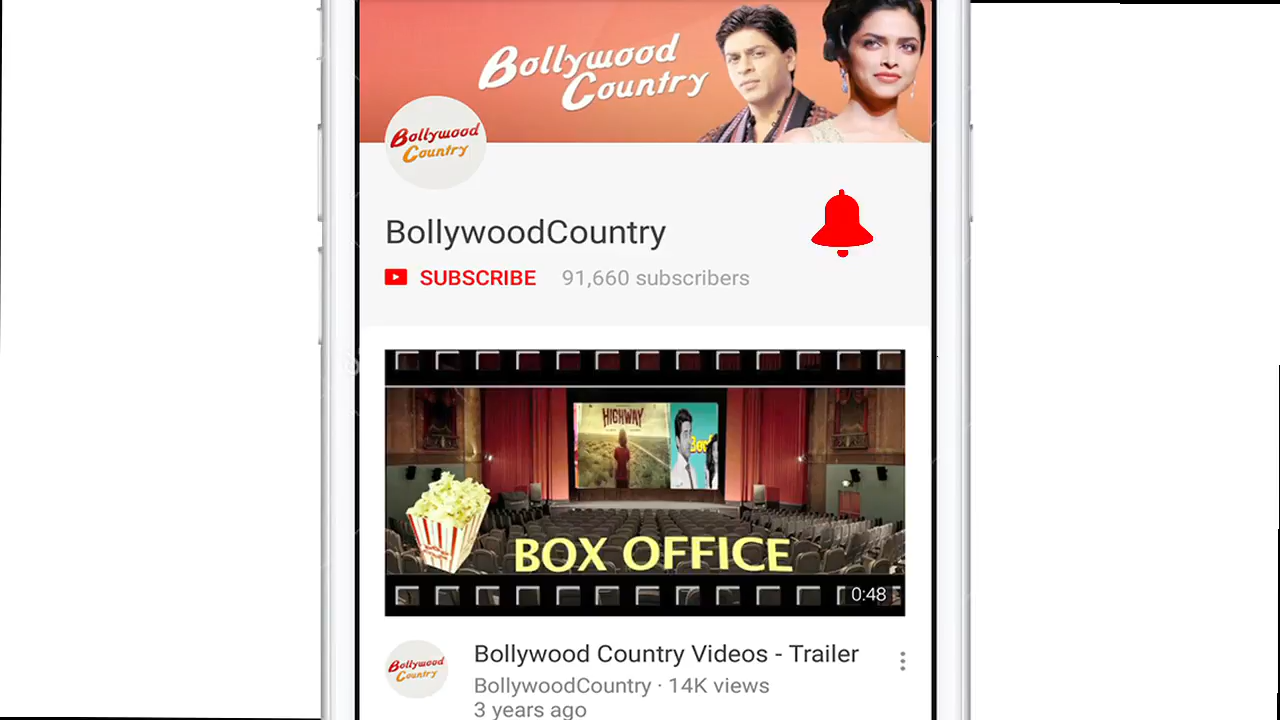 Bollywood
Country
Bollywood
Country
BollywoodCountry
SUBSCRIBE 91,660 subscribers
HIGHWAY
BOX OFFICE
0:48
Bollywood
Country
Bollywood Country Videos - Trailer
BollywoodCountry · 14K views
3 years ago